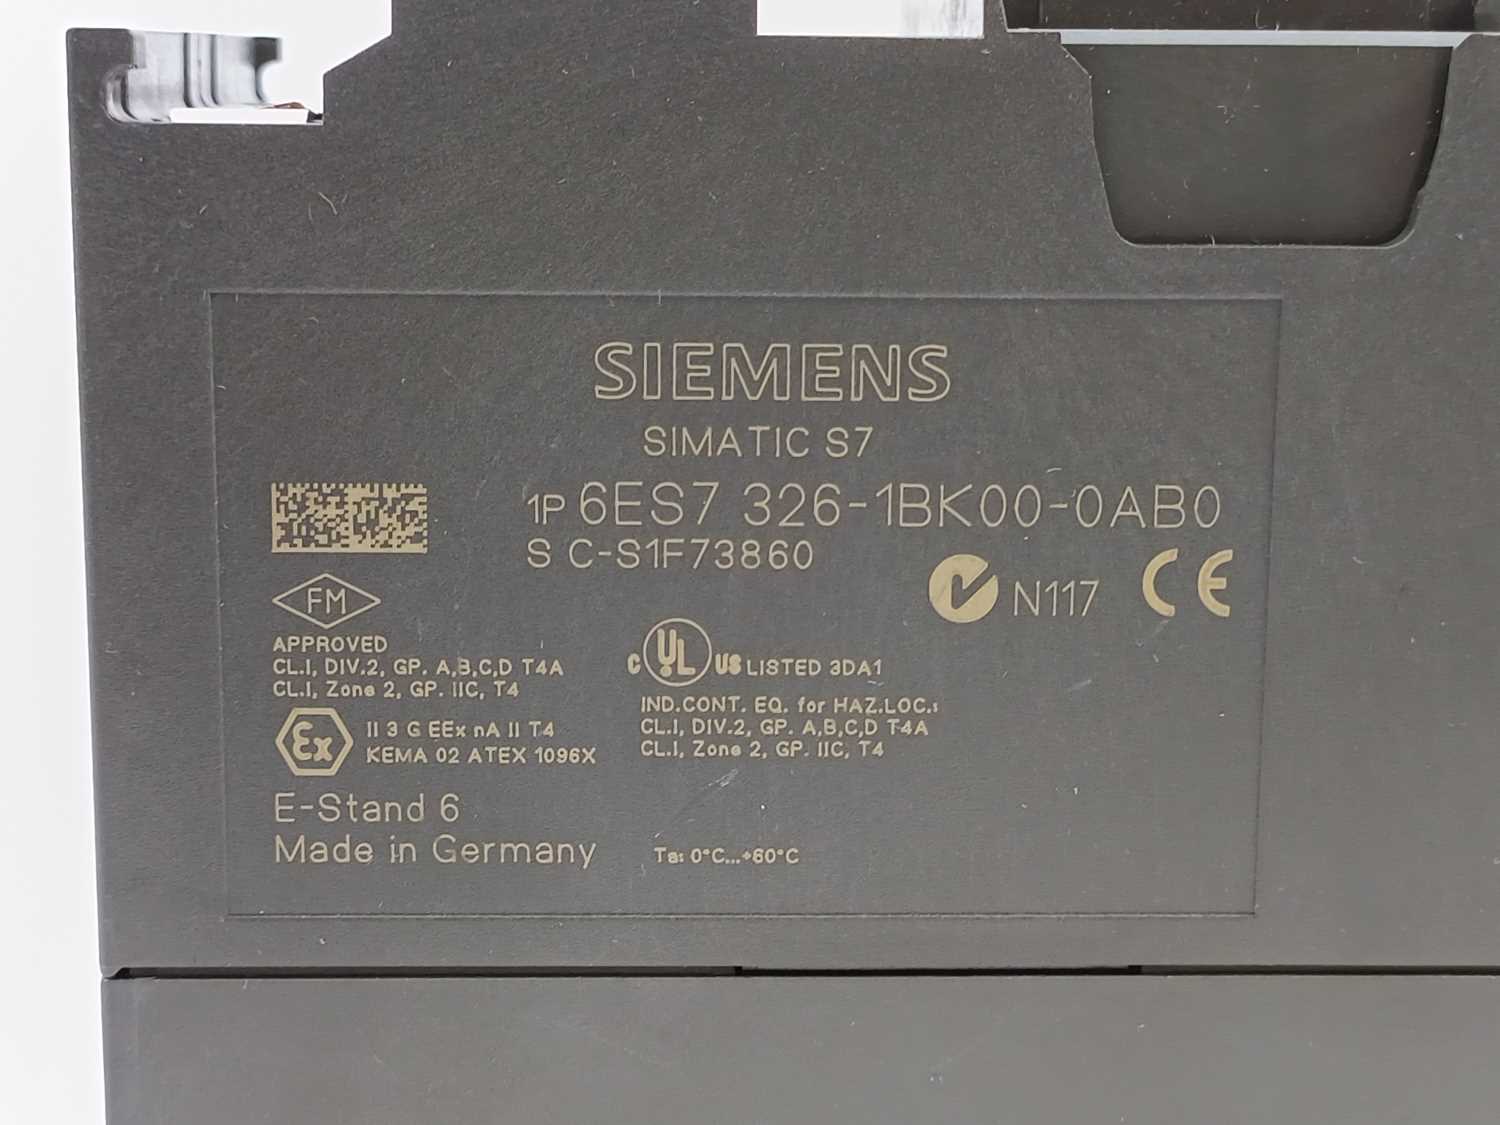 SIEMENS
SIMATIC S7
1P 6ES7 326-1BK00-0AB0
S C-S1F73860
N117 CE
FM
APPROVED
CL.I, DIV.2, GP. A,B,C,D T4A
CL.I, Zone 2, GP. IIC, T4
C UL US LISTED 3DA1
IND.CONT. EQ. for HAZ.LOC.:
CL.I, DIV.2, GP. A,B,C,D T4A
CL.I, Zone 2, GP. IIC, T4
Ex II 3 G EEx nA II T4
KEMA 02 ATEX 1096X
E-Stand 6
Made in Germany
Ta: 0°C...+60°C